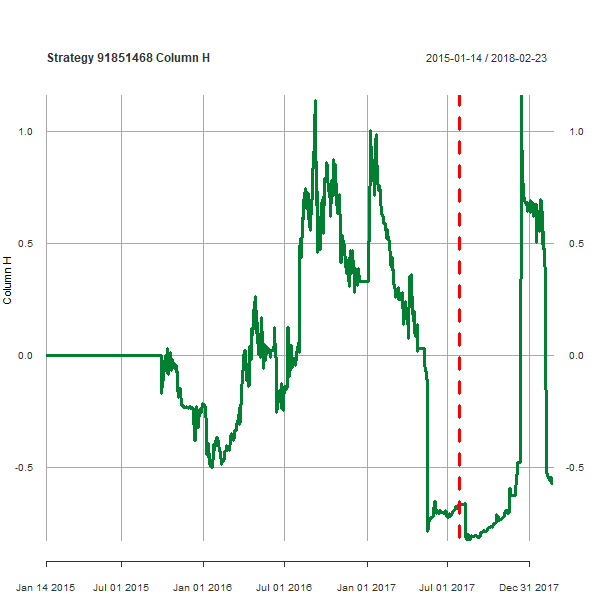 Strategy 91851468 Column H
2015-01-14 / 2018-02-23
1.0
1.0
0.5
0.5
Column H
0.0
0.0
-0.5
-0.5
Jan 14 2015
Jul 01 2015
Jan 01 2016
Jul 01 2016
Jan 01 2017
Jul 01 2017
Dec 31 2017